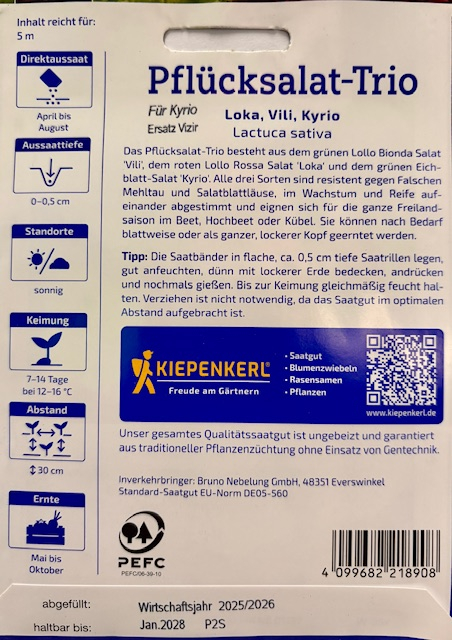 Inhalt reicht für:
5 m
Direktaussaat
April bis
August
Aussaattiefe
0–0,5 cm
Standorte
sonnig
Keimung
7–14 Tage
bei 12–16 °C
Abstand
30 cm
Ernte
Mai bis
Oktober
Pflücksalat-Trio
Für Kyrio
Ersatz Vizir
Loka, Vili, Kyrio
Lactuca sativa
Das Pflücksalat-Trio besteht aus dem grünen Lollo Bionda Salat
'Vili', dem roten Lollo Rossa Salat 'Loka' und dem grünen Eich-
blatt-Salat 'Kyrio'. Alle drei Sorten sind resistent gegen Falschen
Mehltau und Salatblattläuse, im Wachstum und Reife auf-
einander abgestimmt und eignen sich für die ganze Freiland-
saison im Beet, Hochbeet oder Kübel. Sie können nach Bedarf
blattweise oder als ganzer, lockerer Kopf geerntet werden.
Tipp: Die Saatbänder in flache, ca. 0,5 cm tiefe Saatrillen legen,
gut anfeuchten, dünn mit lockerer Erde bedecken, andrücken
und nochmals gießen. Bis zur Keimung gleichmäßig feucht hal-
ten. Verziehen ist nicht notwendig, da das Saatgut im optimalen
Abstand aufgebracht ist.
KIEPENKERL®
Freude am Gärtnern
• Saatgut
• Blumenzwiebeln
• Rasensamen
• Pflanzen
www.kiepenkerl.de
Unser gesamtes Qualitätssaatgut ist ungebeizt und garantiert
aus traditioneller Pflanzenzüchtung ohne Einsatz von Gentechnik.
Inverkehrbringer: Bruno Nebelung GmbH, 48351 Everswinkel
Standard-Saatgut EU-Norm DE05-560
PEFC
PEFC/06-39-10
4 099682 218908
abgefüllt: Wirtschaftsjahr 2025/2026
haltbar bis: Jan.2028 P2S